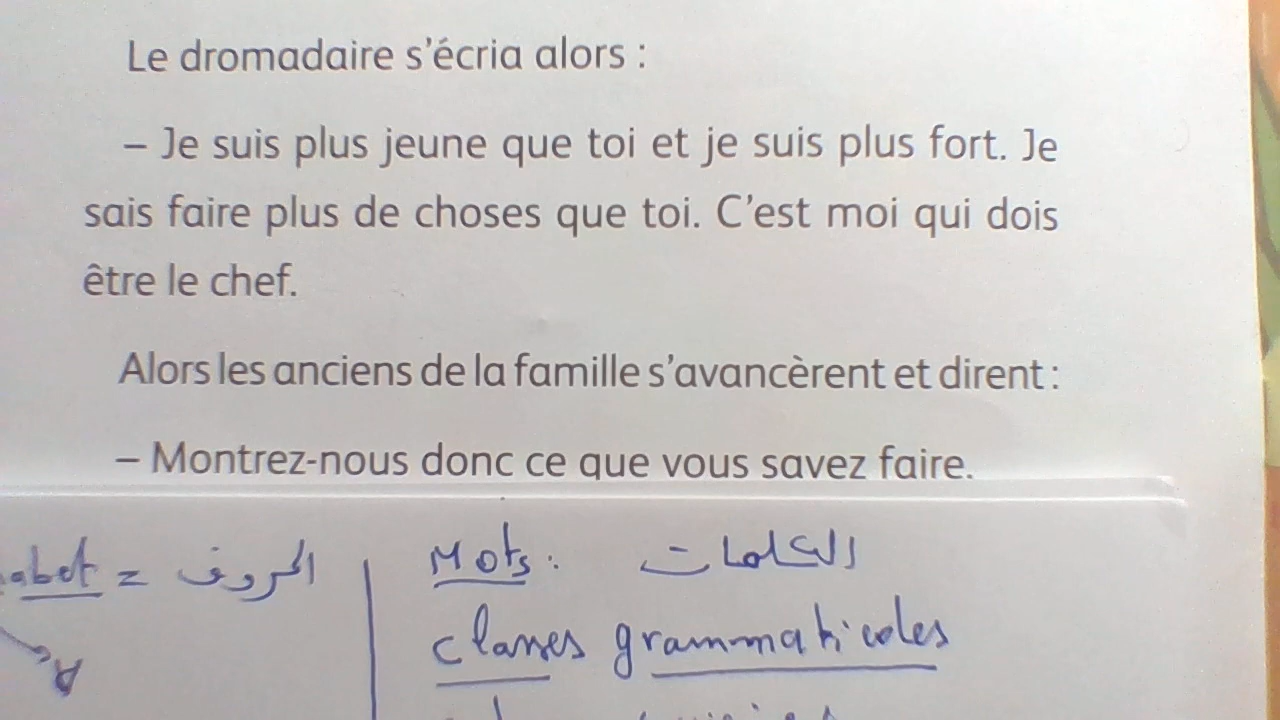 Le dromadaire s'écria alors :
– Je suis plus jeune que toi et je suis plus fort. Je
sais faire plus de choses que toi. C'est moi qui dois
être le chef.
Alors les anciens de la famille s'avancèrent et dirent :
– Montrez-nous donc ce que vous savez faire.
abet = الحروف
Mots : الكلمات
classes grammaticales